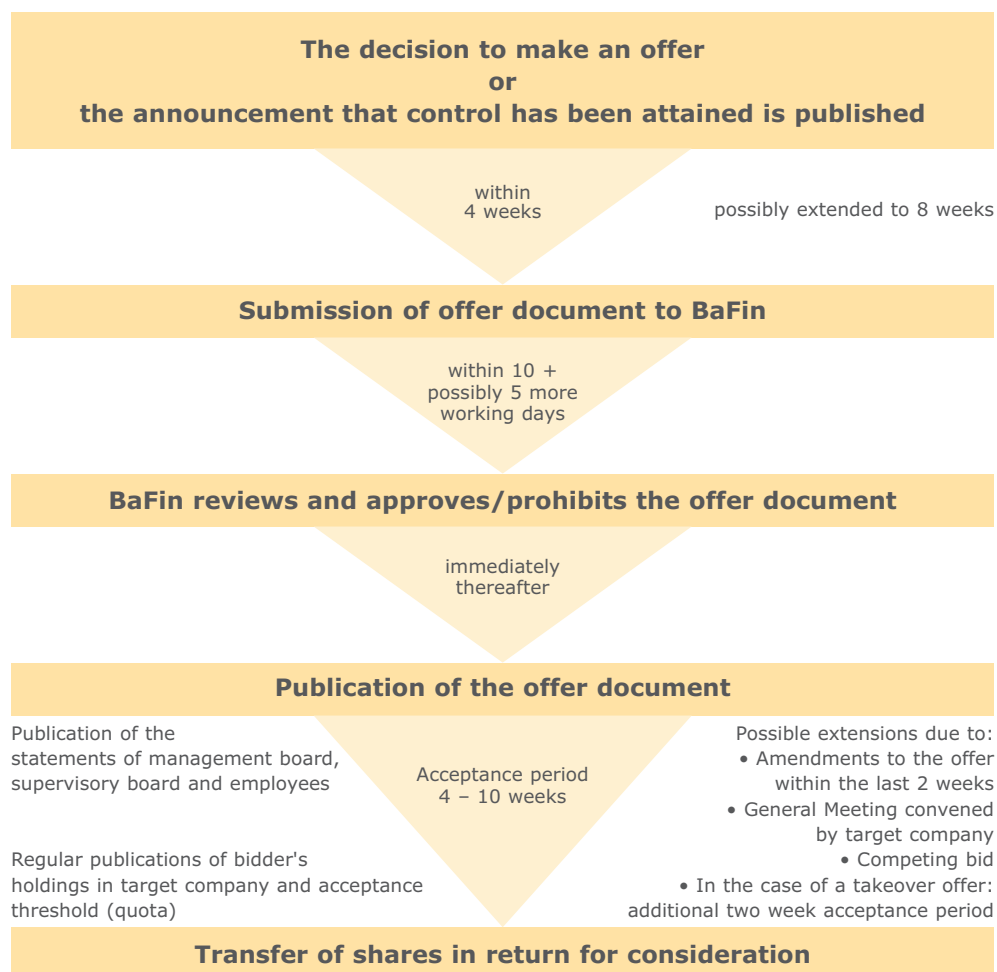 The decision to make an offer
or
the announcement that control has been attained is published
within
4 weeks
possibly extended to 8 weeks
Submission of offer document to BaFin
within 10 +
possibly 5 more
working days
BaFin reviews and approves/prohibits the offer document
immediately
thereafter
Publication of the offer document
Publication of the
statements of management board,
supervisory board and employees
Regular publications of bidder's
holdings in target company and acceptance
threshold (quota)
Acceptance period
4 – 10 weeks
Possible extensions due to:
• Amendments to the offer
within the last 2 weeks
• General Meeting convened
by target company
• Competing bid
• In the case of a takeover offer:
additional two week acceptance period
Transfer of shares in return for consideration